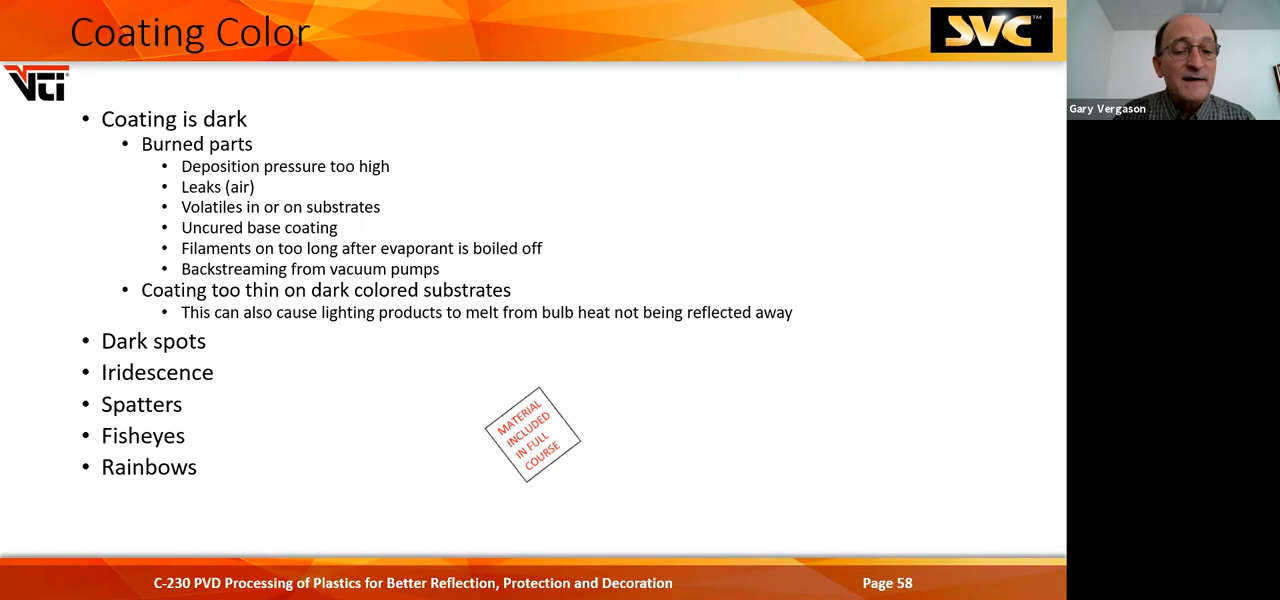 Coating Color
SVC™
VTI
Gary Vergason
• Coating is dark
• Burned parts
• Deposition pressure too high
• Leaks (air)
• Volatiles in or on substrates
• Uncured base coating
• Filaments on too long after evaporant is boiled off
• Backstreaming from vacuum pumps
• Coating too thin on dark colored substrates
• This can also cause lighting products to melt from bulb heat not being reflected away
• Dark spots
• Iridescence
• Spatters
• Fisheyes
• Rainbows
MATERIAL
INCLUDED
IN FULL
COURSE
C-230 PVD Processing of Plastics for Better Reflection, Protection and Decoration
Page 58